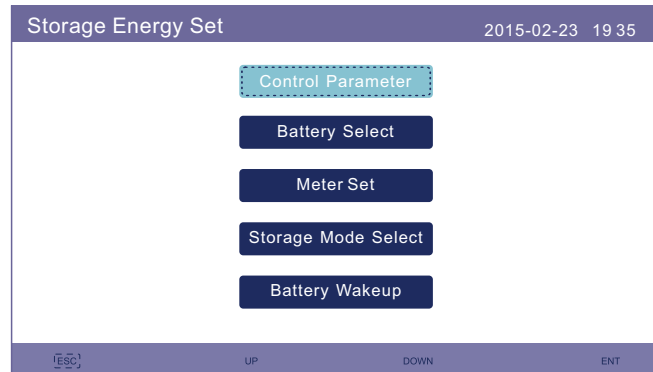 Storage Energy Set
2015-02-23 19 35
Control Parameter
Battery Select
Meter Set
Storage Mode Select
Battery Wakeup
ESC UP DOWN ENT